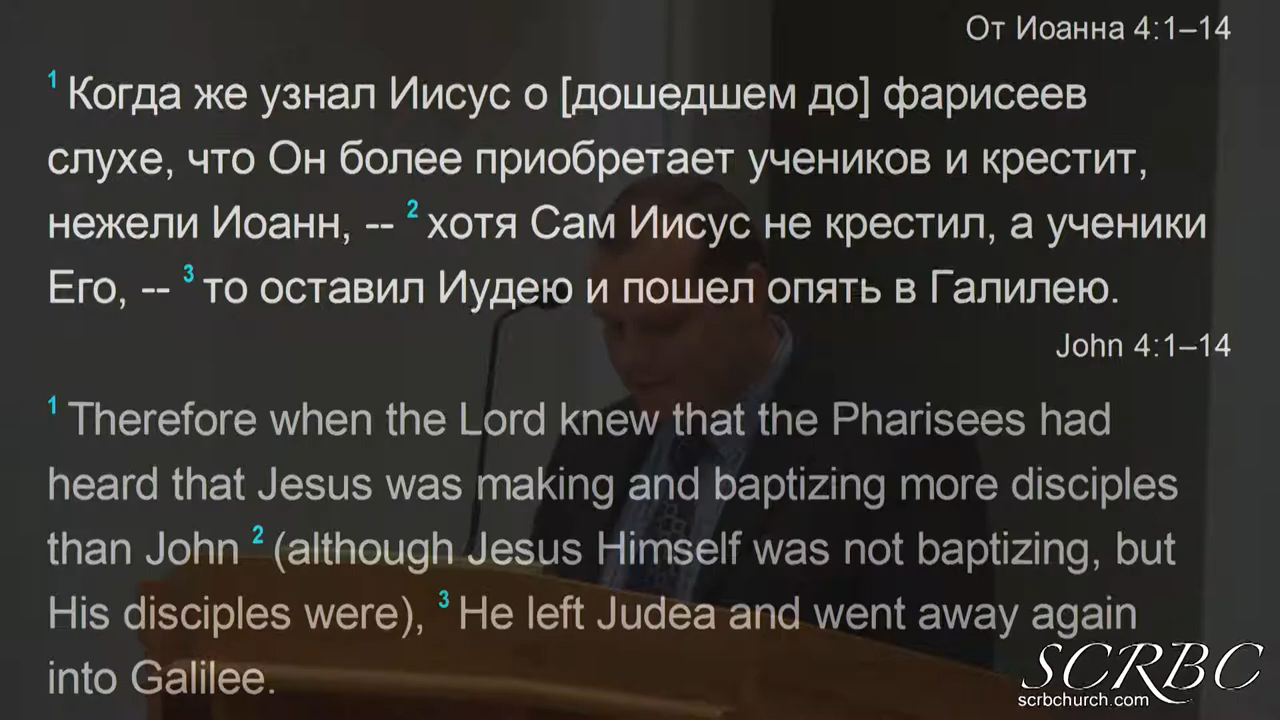 От Иоанна 4:1–14
1 Когда же узнал Иисус о [дошедшем до] фарисеев
слухе, что Он более приобретает учеников и крестит,
нежели Иоанн, -- 2 хотя Сам Иисус не крестил, а ученики
Его, -- 3 то оставил Иудею и пошел опять в Галилею.
John 4:1–14
1 Therefore when the Lord knew that the Pharisees had
heard that Jesus was making and baptizing more disciples
than John 2 (although Jesus Himself was not baptizing, but
His disciples were), 3 He left Judea and went away again
into Galilee.
SCRBC
scrbchurch.com